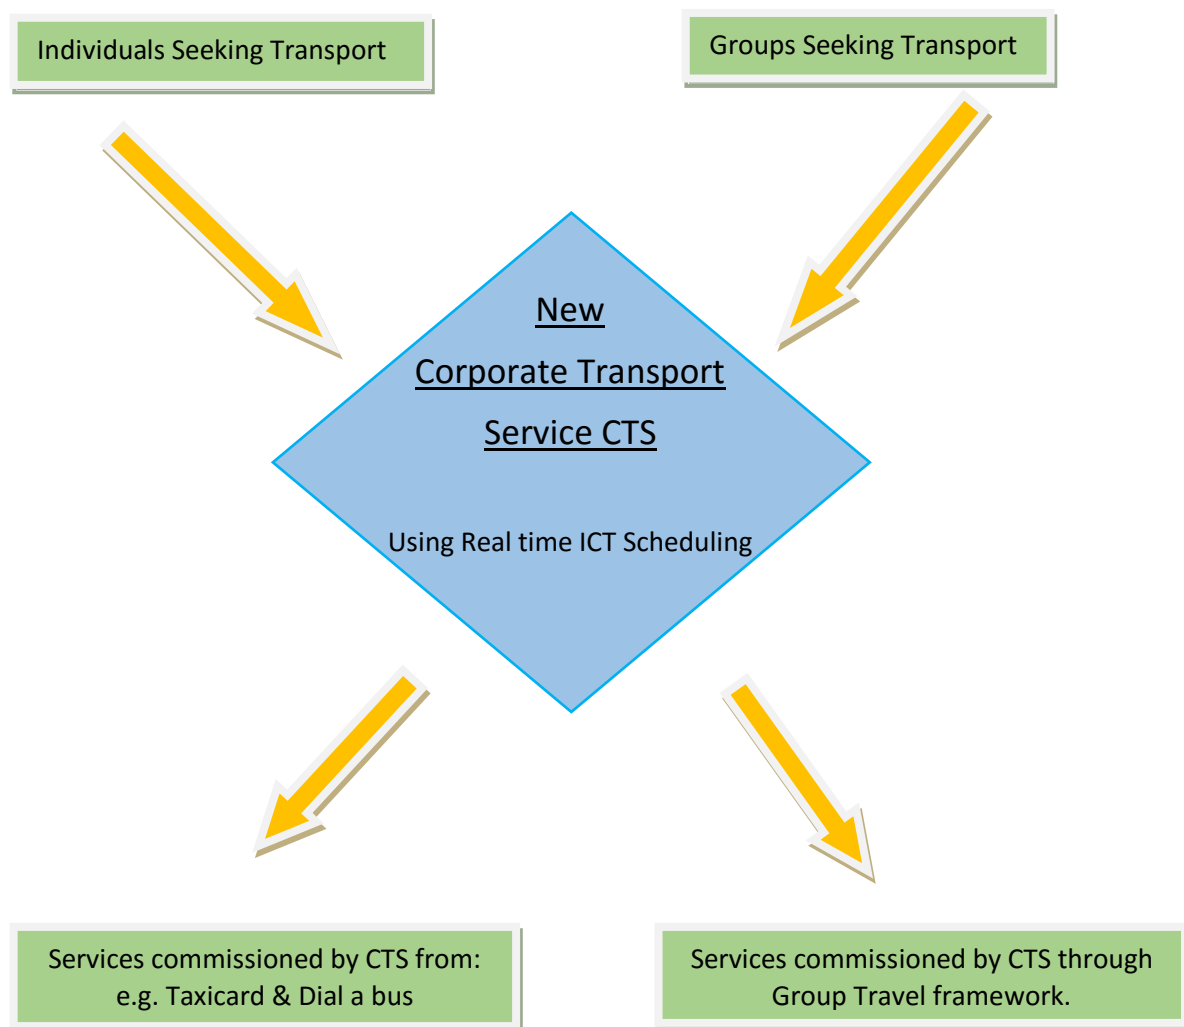 Individuals Seeking Transport
Groups Seeking Transport
New
Corporate Transport
Service CTS
Using Real time ICT Scheduling
Services commissioned by CTS from:
e.g. Taxicard & Dial a bus
Services commissioned by CTS through
Group Travel framework.